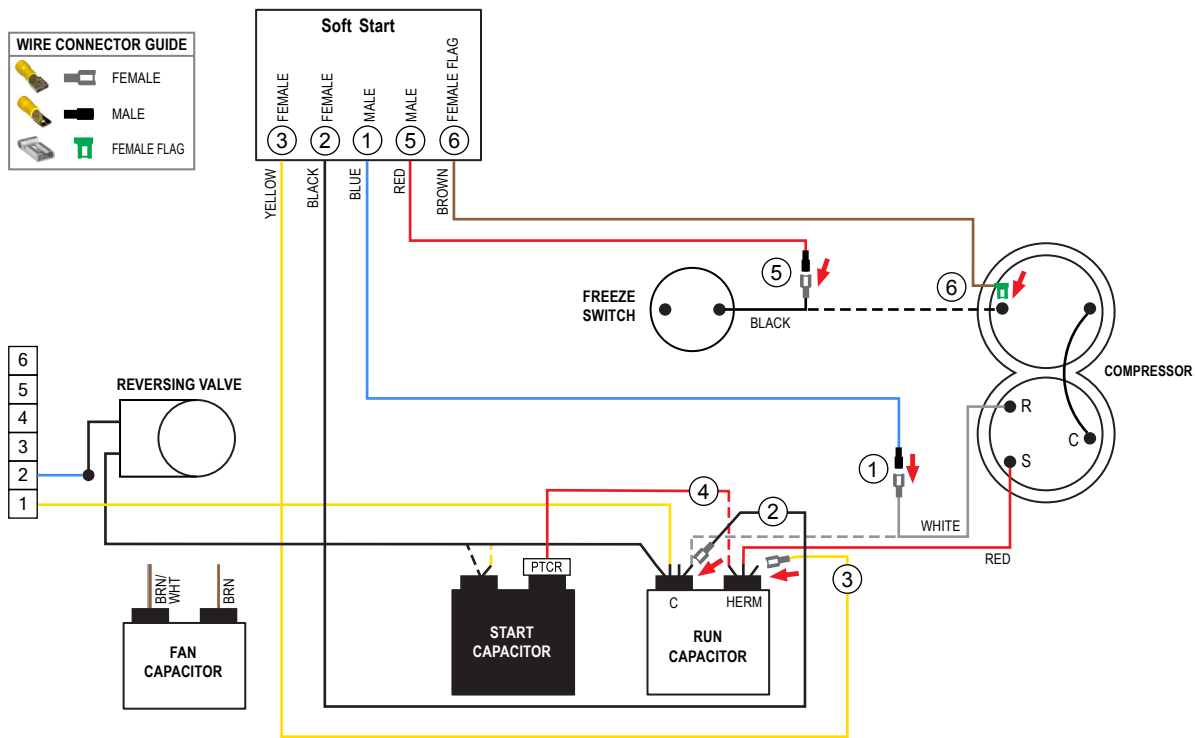 Soft Start
WIRE CONNECTOR GUIDE
FEMALE
MALE
FEMALE FLAG
FEMALE
FEMALE
MALE
MALE
FEMALE FLAG
3
2
1
5
6
YELLOW
BLACK
BLUE
RED
BROWN
5
6
FREEZE
SWITCH
BLACK
COMPRESSOR
6
5
4
3
2
1
REVERSING VALVE
R
C
S
1
4
2
WHITE
RED
PTCR
3
BRN/
WHT
BRN
C
HERM
START
CAPACITOR
RUN
CAPACITOR
FAN
CAPACITOR